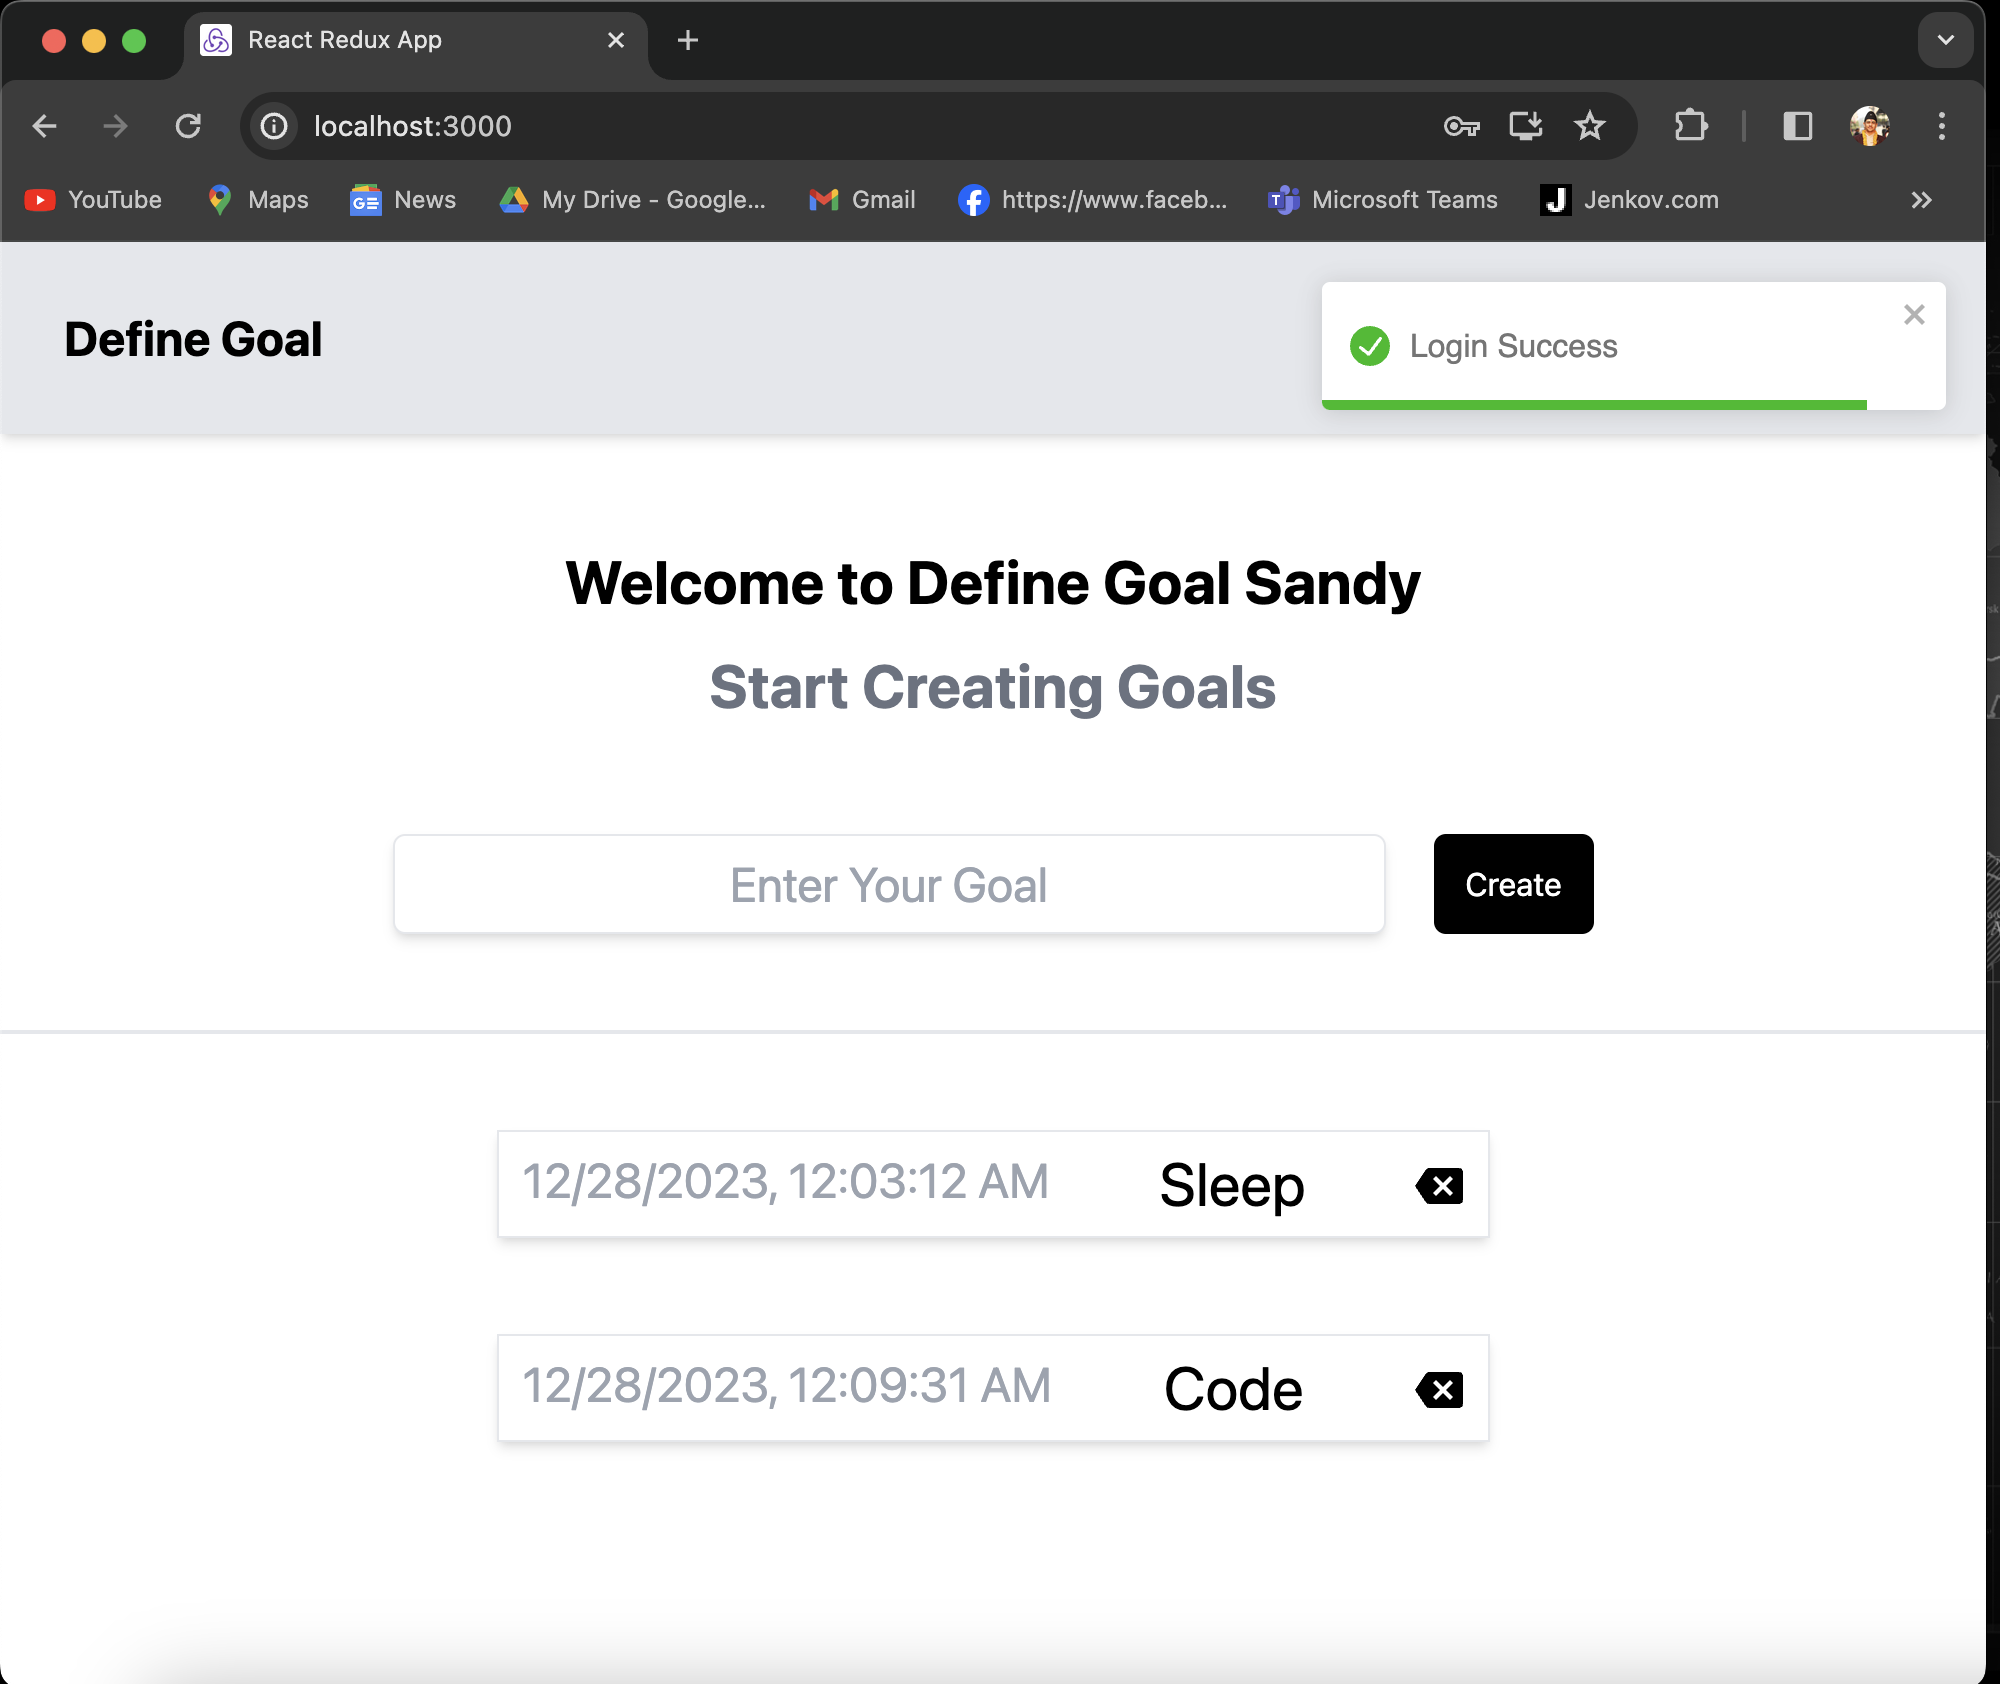 React Redux App
localhost:3000
YouTube Maps News My Drive - Google... Gmail https://www.faceb... Microsoft Teams Jenkov.com
Define Goal
Login Success
Welcome to Define Goal Sandy
Start Creating Goals
Enter Your Goal
Create
12/28/2023, 12:03:12 AM Sleep
12/28/2023, 12:09:31 AM Code